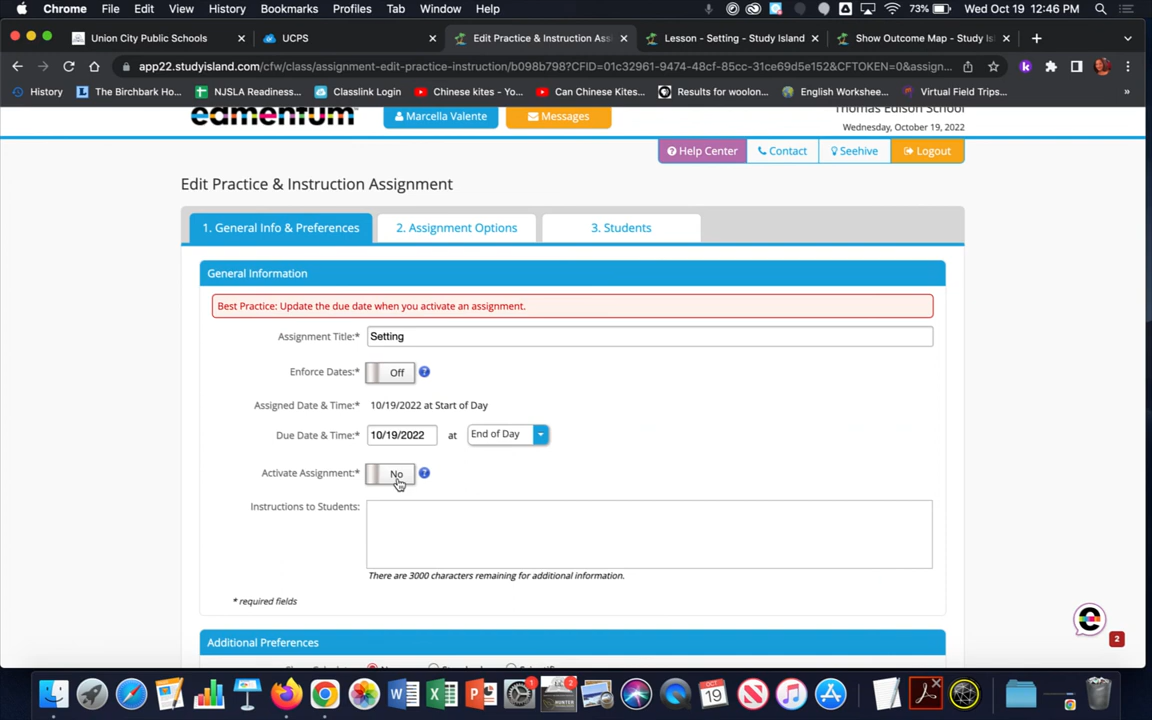 Chrome File Edit View History Bookmarks Profiles Tab Window Help 73% Wed Oct 19 12:46 PM
Union City Public Schools UCPS Edit Practice & Instruction Ass Lesson - Setting - Study Island Show Outcome Map - Study Isl
app22.studyisland.com/cfw/class/assignment-edit-practice-instruction/b098b798?CFID=01c32961-9474-48cf-85cc-31ce69d5e152&CFTOKEN=0&assign...
History The Birchbark Ho... NJSLA Readiness... Classlink Login Chinese kites - Yo... Can Chinese Kites... Results for woolon... English Workshee... Virtual Field Trips... »
edmentum Marcella Valente Messages Thomas Edison School
Wednesday, October 19, 2022
Help Center Contact Seehive Logout
Edit Practice & Instruction Assignment
1. General Info & Preferences 2. Assignment Options 3. Students
General Information
Best Practice: Update the due date when you activate an assignment.
Assignment Title:* Setting
Enforce Dates:* Off ?
Assigned Date & Time: 10/19/2022 at Start of Day
Due Date & Time:* 10/19/2022 at End of Day
Activate Assignment:* No ?
Instructions to Students:
There are 3000 characters remaining for additional information.
* required fields
Additional Preferences
2